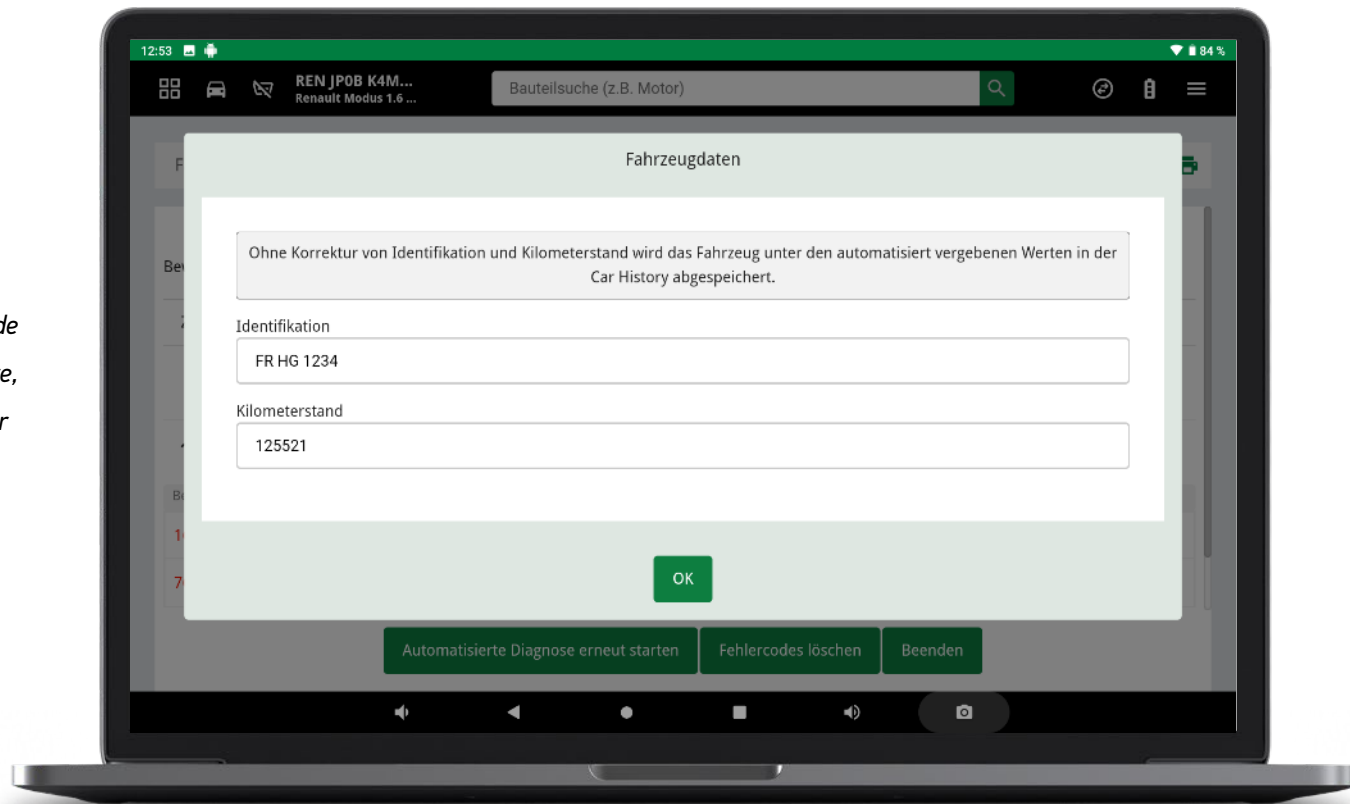 12:53
84 %
REN JP0B K4M...
Renault Modus 1.6 ...
Bauteilsuche (z.B. Motor)
Fahrzeugdaten
Ohne Korrektur von Identifikation und Kilometerstand wird das Fahrzeug unter den automatisiert vergebenen Werten in der
Car History abgespeichert.
Identifikation
FR HG 1234
Kilometerstand
125521
OK
Automatisierte Diagnose erneut starten
Fehlercodes löschen
Beenden